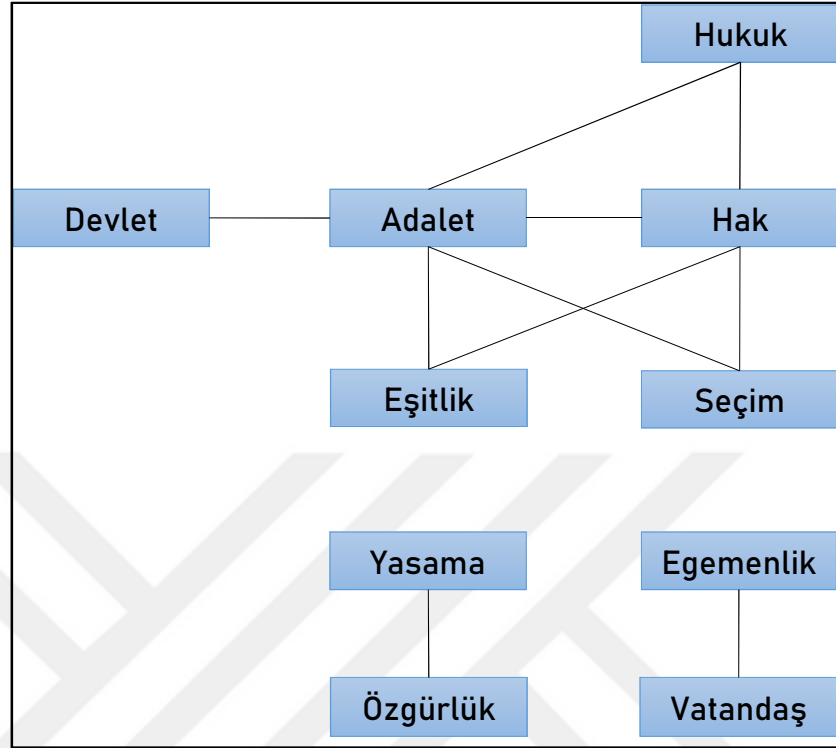 Hukuk
Devlet
Adalet
Hak
Eşitlik
Seçim
Yasama
Egemenlik
Özgürlük
Vatandaş